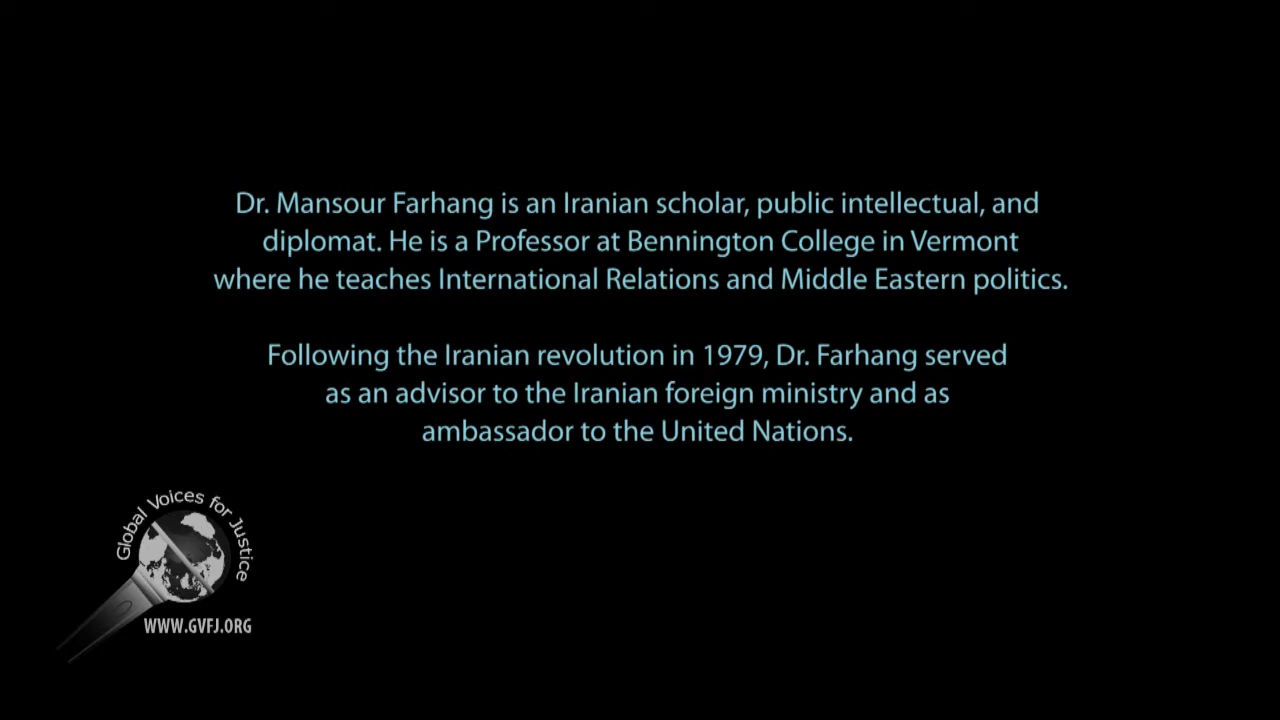 Dr. Mansour Farhang is an Iranian scholar, public intellectual, and
diplomat. He is a Professor at Bennington College in Vermont
where he teaches International Relations and Middle Eastern politics.
Following the Iranian revolution in 1979, Dr. Farhang served
as an advisor to the Iranian foreign ministry and as
ambassador to the United Nations.
Global Voices for Justice
WWW.GVFJ.ORG